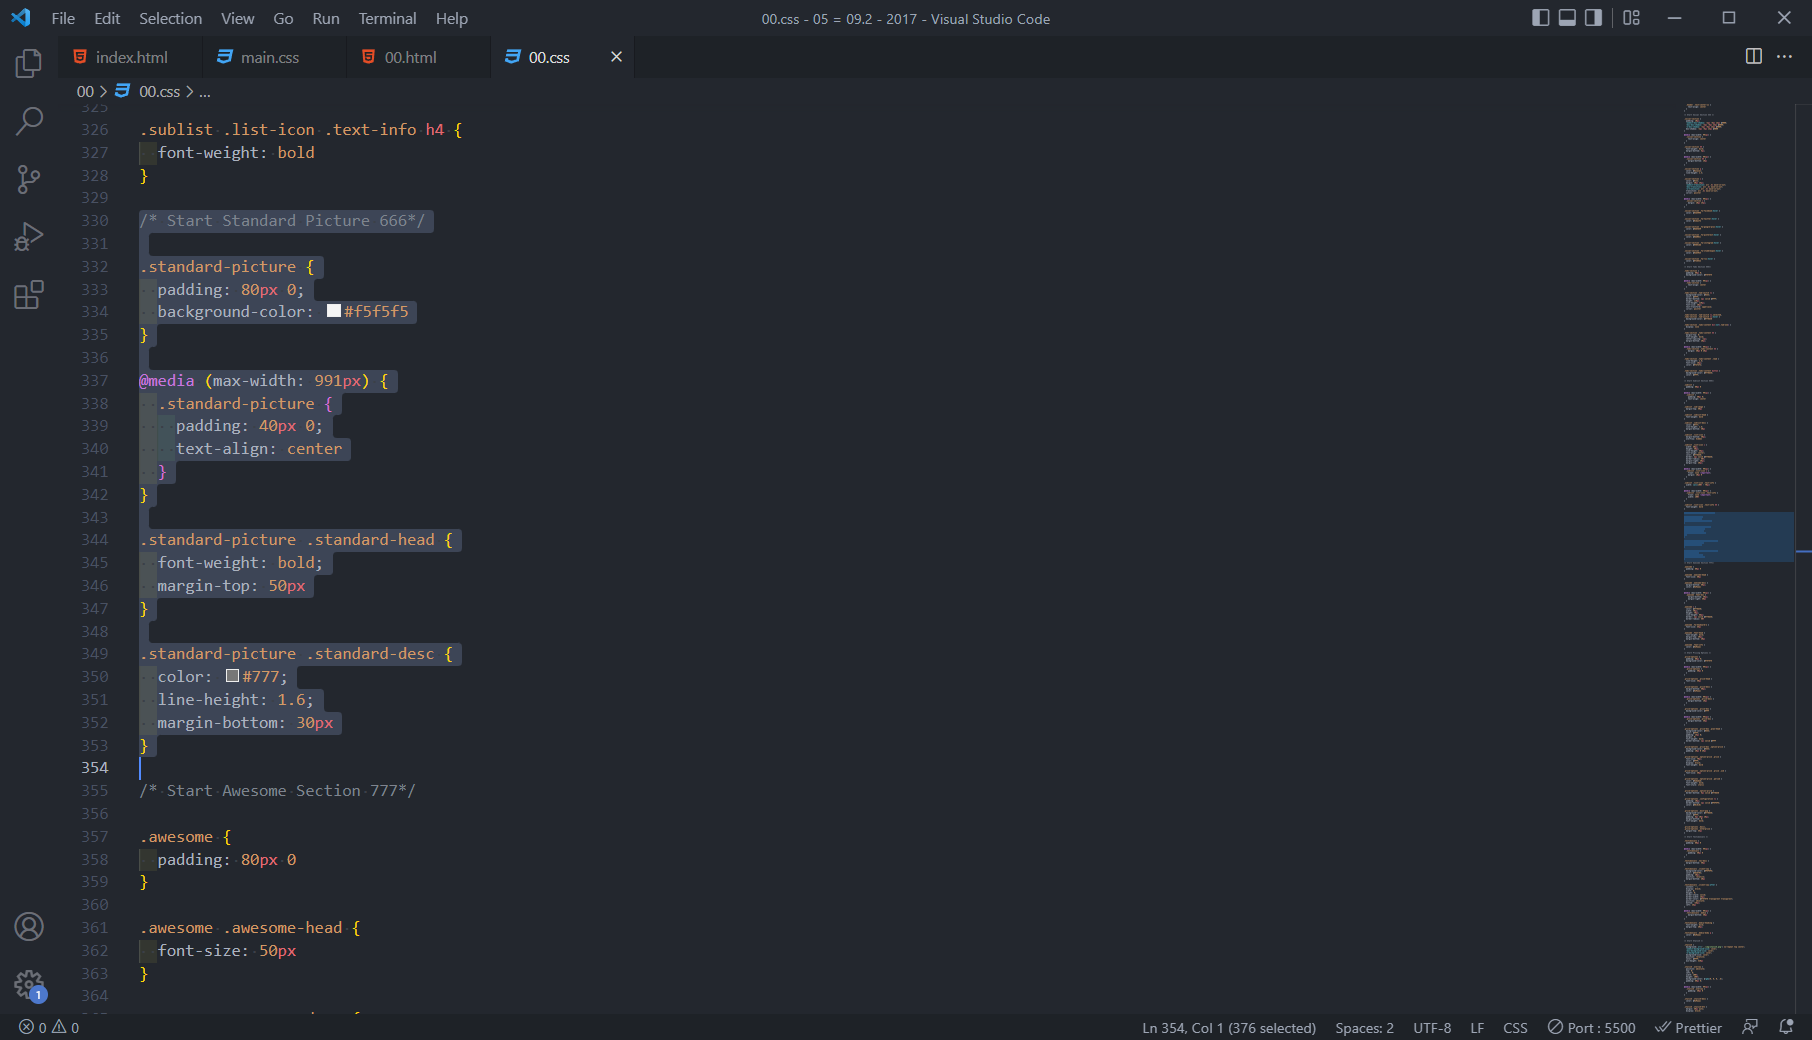 File Edit Selection View Go Run Terminal Help
00.css - 05 = 09.2 - 2017 - Visual Studio Code
index.html main.css 00.html 00.css
00 > 00.css > ...
325
326 .sublist .list-icon .text-info h4 {
327 font-weight: bold
328 }
329
330 /* Start Standard Picture 666*/
331
332 .standard-picture {
333 padding: 80px 0;
334 background-color: #f5f5f5
335 }
336
337 @media (max-width: 991px) {
338 .standard-picture {
339 padding: 40px 0;
340 text-align: center
341 }
342 }
343
344 .standard-picture .standard-head {
345 font-weight: bold;
346 margin-top: 50px
347 }
348
349 .standard-picture .standard-desc {
350 color: #777;
351 line-height: 1.6;
352 margin-bottom: 30px
353 }
354
355 /* Start Awesome Section 777*/
356
357 .awesome {
358 padding: 80px 0
359 }
360
361 .awesome .awesome-head {
362 font-size: 50px
363 }
364
1
0 0
Ln 354, Col 1 (376 selected) Spaces: 2 UTF-8 LF CSS Port : 5500 Prettier